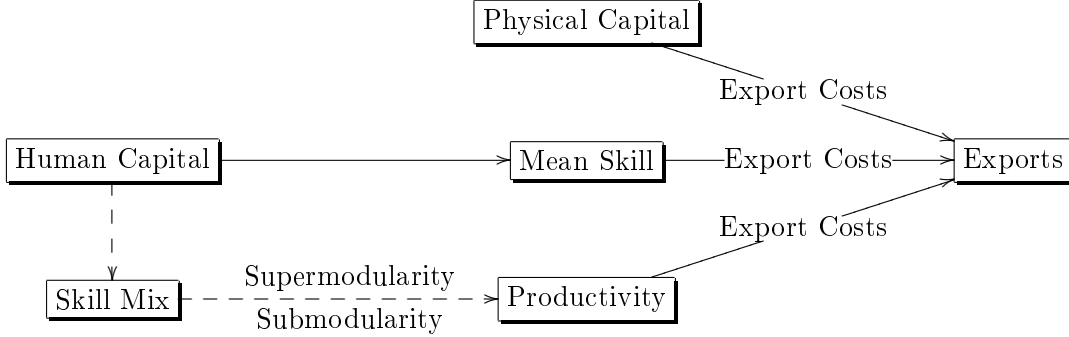 Physical Capital
Export Costs
Human Capital
Mean Skill
Export Costs
Exports
Export Costs
Supermodularity
Skill Mix
Productivity
Submodularity